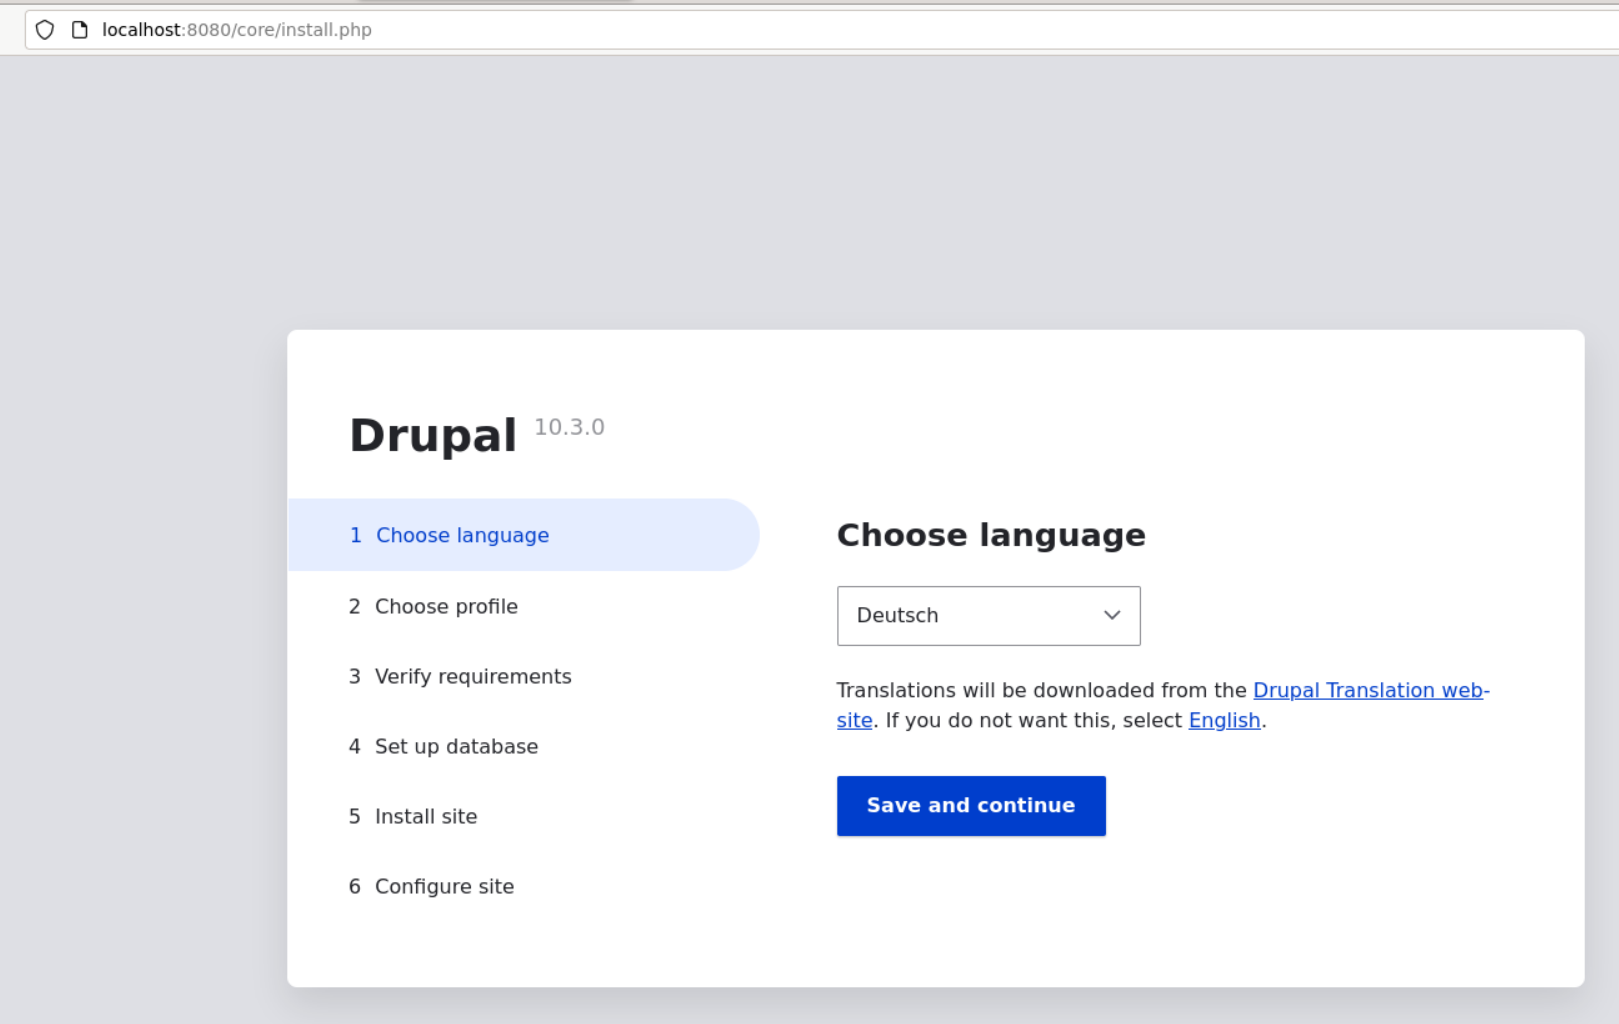 localhost:8080/core/install.php
Drupal 10.3.0
1 Choose language
2 Choose profile
3 Verify requirements
4 Set up database
5 Install site
6 Configure site
Choose language
Deutsch
Translations will be downloaded from the Drupal Translation web-
site. If you do not want this, select English.
Save and continue